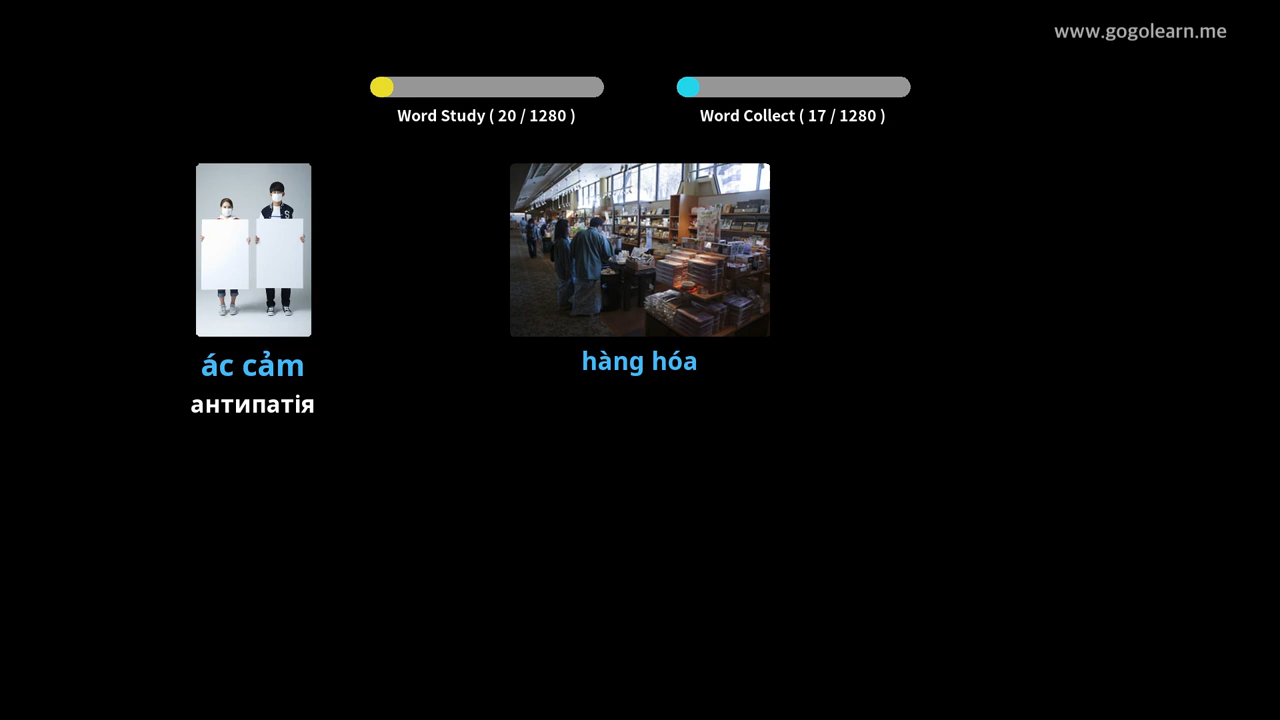 www.gogolearn.me
Word Study ( 20 / 1280 )
Word Collect ( 17 / 1280 )
ác cảm
антипатія
hàng hóa